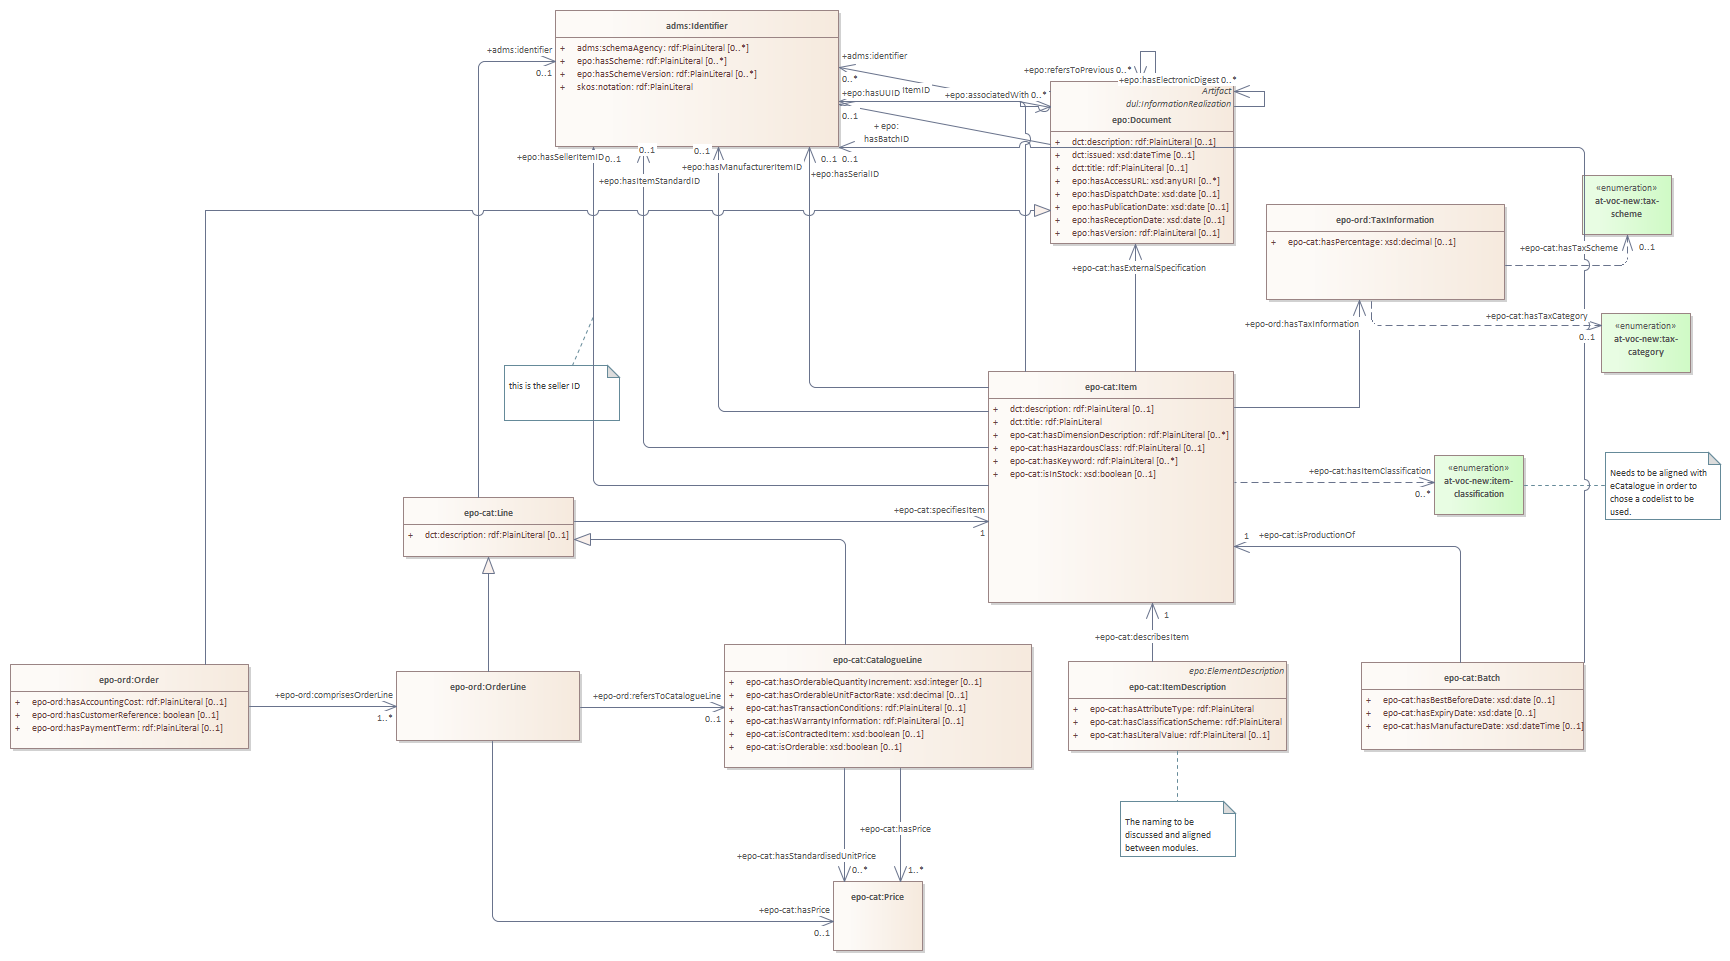 adms:Identifier
+ adms:schemaAgency: rdf:PlainLiteral [0..*]
+ epo:hasScheme: rdf:PlainLiteral [0..*]
+ epo:hasSchemeVersion: rdf:PlainLiteral [0..*]
+ skos:notation: rdf:PlainLiteral
+adms:identifier
0..1
+adms:identifier
0..*
+epo:hasUUID
ItemID
0..1
+epo:associatedWith 0..*
+ epo:
hasBatchID
+epo:refersToPrevious 0..*
+epo:hasElectronicDigest 0..*
Artifact
dul:InformationRealization
epo:Document
+ dct:description: rdf:PlainLiteral [0..1]
+ dct:issued: xsd:dateTime [0..1]
+ dct:title: rdf:PlainLiteral [0..1]
+ epo:hasAccessURL: xsd:anyURI [0..*]
+ epo:hasDispatchDate: xsd:date [0..1]
+ epo:hasPublicationDate: xsd:date [0..1]
+ epo:hasReceptionDate: xsd:date [0..1]
+ epo:hasVersion: rdf:PlainLiteral [0..1]
+epo:hasSellerItemID 0..1
0..1
+epo:hasItemStandardID
0..1
+epo:hasManufacturerItemID
0..1 0..1
+epo:hasSerialID
«enumeration»
at-voc-new:tax-
scheme
epo-ord:TaxInformation
+ epo-cat:hasPercentage: xsd:decimal [0..1]
+epo-cat:hasTaxScheme 0..1
+epo-cat:hasExternalSpecification
+epo-ord:hasTaxInformation
+epo-cat:hasTaxCategory
0..1
«enumeration»
at-voc-new:tax-
category
this is the seller ID
epo-cat:Item
+ dct:description: rdf:PlainLiteral [0..1]
+ dct:title: rdf:PlainLiteral
+ epo-cat:hasDimensionDescription: rdf:PlainLiteral [0..*]
+ epo-cat:hasHazardousClass: rdf:PlainLiteral [0..1]
+ epo-cat:hasKeyword: rdf:PlainLiteral [0..*]
+ epo-cat:isInStock: xsd:boolean [0..1]
+epo-cat:hasItemClassification
0..*
«enumeration»
at-voc-new:item-
classification
Needs to be aligned with
eCatalogue in order to
chose a codelist to be
used.
epo-cat:Line
+ dct:description: rdf:PlainLiteral [0..1]
+epo-cat:specifiesItem
1
1 +epo-cat:isProductionOf
1
+epo-cat:describesItem
epo-ord:Order
+ epo-ord:hasAccountingCost: rdf:PlainLiteral [0..1]
+ epo-ord:hasCustomerReference: boolean [0..1]
+ epo-ord:hasPaymentTerm: rdf:PlainLiteral [0..1]
+epo-ord:comprisesOrderLine
1..*
epo-ord:OrderLine
+epo-ord:refersToCatalogueLine
0..1
epo-cat:CatalogueLine
+ epo-cat:hasOrderableQuantityIncrement: xsd:integer [0..1]
+ epo-cat:hasOrderableUnitFactorRate: xsd:decimal [0..1]
+ epo-cat:hasTransactionConditions: rdf:PlainLiteral [0..1]
+ epo-cat:hasWarrantyInformation: rdf:PlainLiteral [0..1]
+ epo-cat:isContractedItem: xsd:boolean [0..1]
+ epo-cat:isOrderable: xsd:boolean [0..1]
epo:ElementDescription
epo-cat:ItemDescription
+ epo-cat:hasAttributeType: rdf:PlainLiteral
+ epo-cat:hasClassificationScheme: rdf:PlainLiteral
+ epo-cat:hasLiteralValue: rdf:PlainLiteral [0..1]
epo-cat:Batch
+ epo-cat:hasBestBeforeDate: xsd:date [0..1]
+ epo-cat:hasExpiryDate: xsd:date [0..1]
+ epo-cat:hasManufactureDate: xsd:dateTime [0..1]
The naming to be
discussed and aligned
between modules.
+epo-cat:hasPrice
+epo-cat:hasStandardisedUnitPrice
0..* 1..*
epo-cat:Price
+epo-cat:hasPrice
0..1